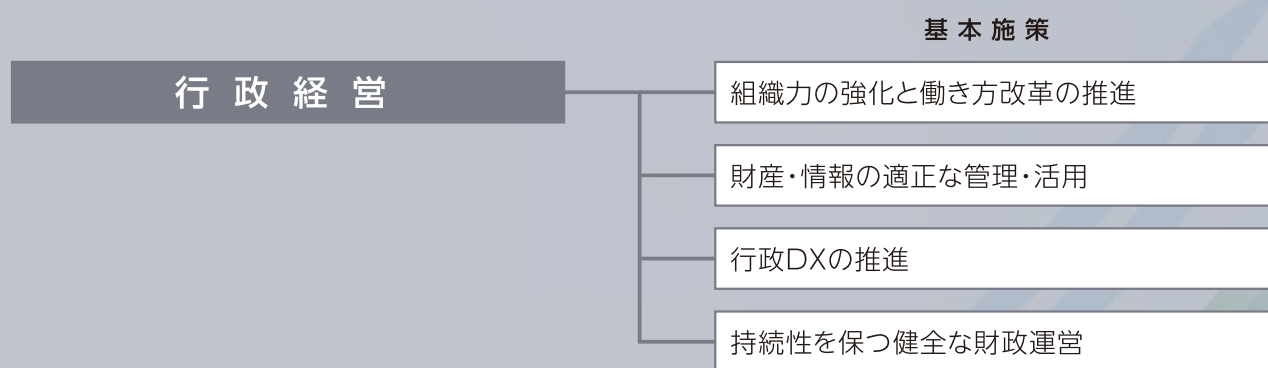 基本施策
行政経営
組織力の強化と働き方改革の推進
財産・情報の適正な管理・活用
行政DXの推進
持続性を保つ健全な財政運営